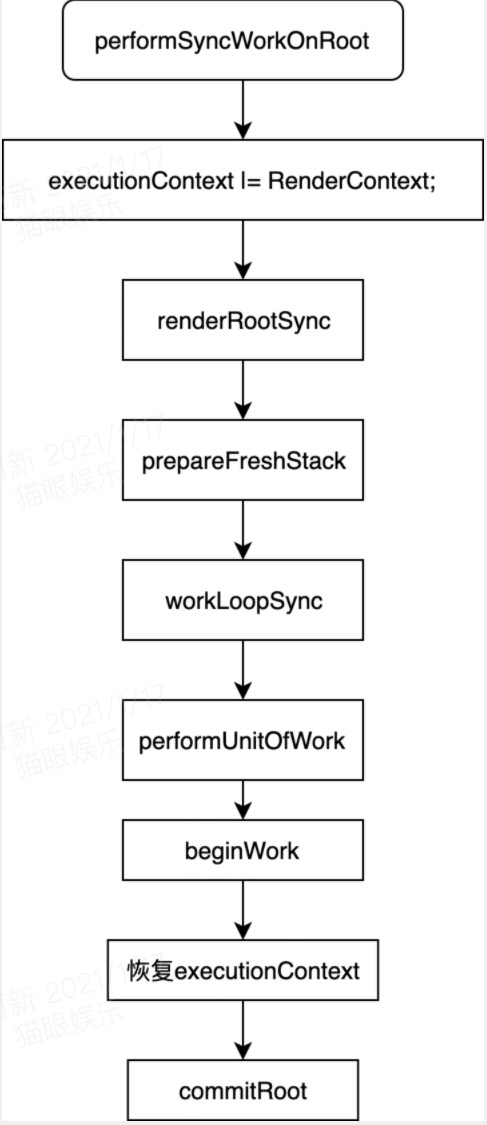 performSyncWorkOnRoot
executionContext |= RenderContext;
新 2021/1/17
猫眼娱乐
renderRootSync
prepareFreshStack
新 2021/1/17
猫眼娱乐
workLoopSync
performUnitOfWork
新 2021/1/17
猫眼娱乐
beginWork
恢复executionContext
新 2021/1/17
猫眼娱乐
commitRoot